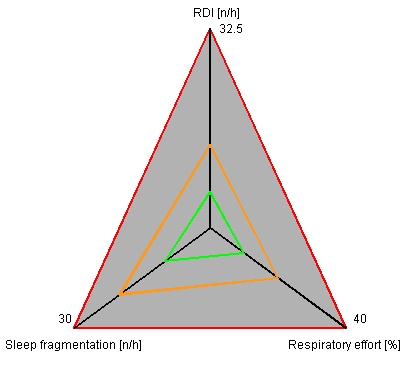 RDI [n/h]
32.5
30
40
Sleep fragmentation [n/h]
Respiratory effort [%]